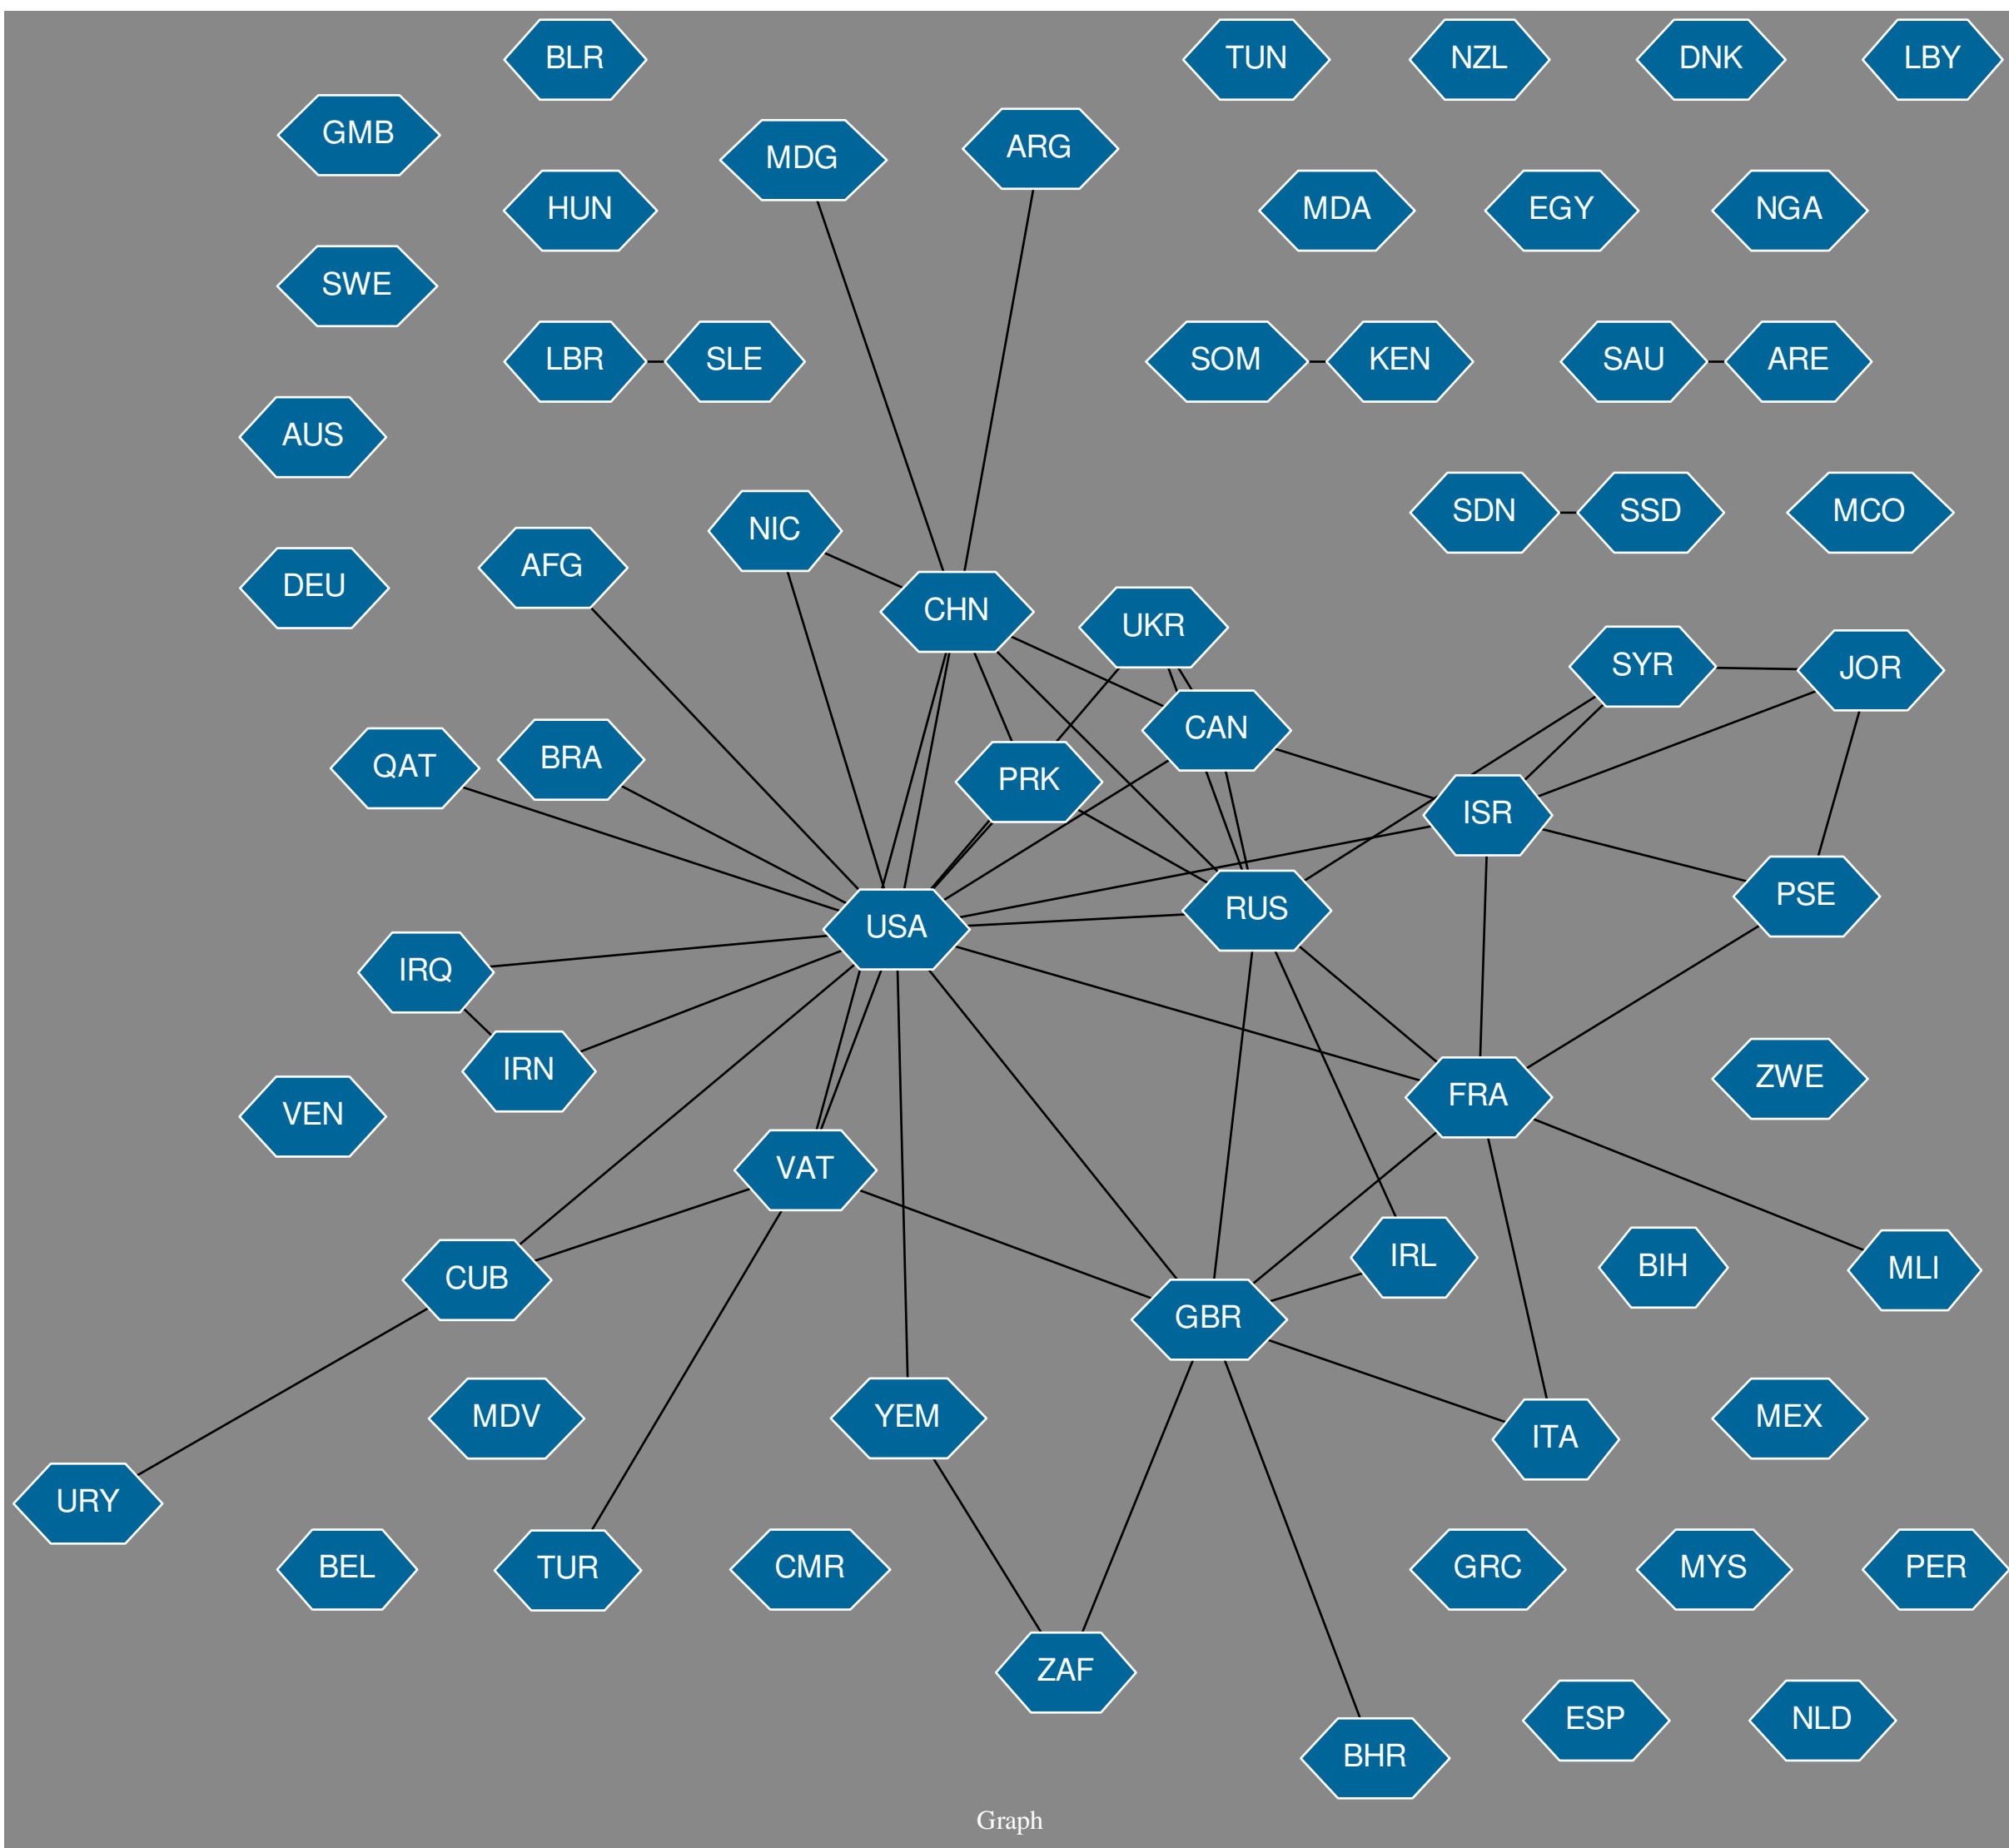 BLR
TUN
NZL
DNK
LBY
GMB
MDG
ARG
HUN
MDA
EGY
NGA
SWE
LBR
SLE
SOM
KEN
SAU
ARE
AUS
NIC
SDN
SSD
MCO
AFG
DEU
CHN
UKR
SYR
JOR
CAN
QAT
BRA
PRK
ISR
PSE
RUS
USA
IRQ
IRN
FRA
ZWE
VEN
VAT
CUB
IRL
BIH
MLI
GBR
MDV
YEM
MEX
ITA
URY
BEL
TUR
CMR
GRC
MYS
PER
ZAF
ESP
NLD
BHR
Graph